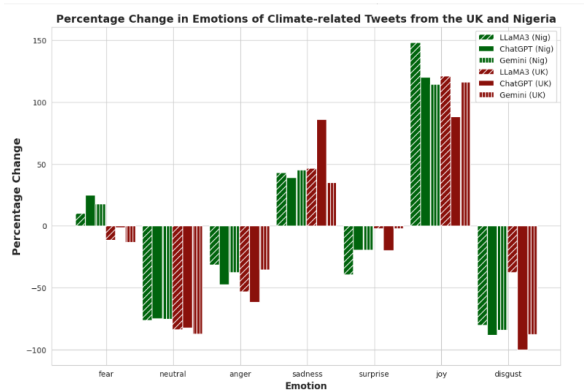 Percentage Change in Emotions of Climate-related Tweets from the UK and Nigeria
LLaMA3 (Nig)
ChatGPT (Nig)
Gemini (Nig)
LLaMA3 (UK)
ChatGPT (UK)
Gemini (UK)
Percentage Change
150
100
50
0
−50
−100
fear neutral anger sadness surprise joy disgust
Emotion